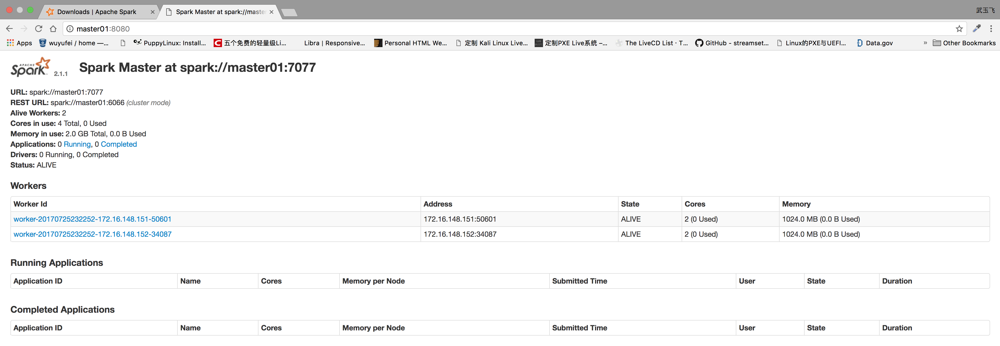 Downloads | Apache Spark
Spark Master at spark://maste
武玉飞
master01:8080
Apps wuyufei / home —... PuppyLinux: Install... 五个免费的轻量级Li... Libra | Responsive... Personal HTML We... 定制 Kali Linux Live... 定制PXE Live系统 –... The LiveCD List · T... GitHub - streamset... Linux的PXE与UEFI... Data.gov » Other Bookmarks
APACHE Spark 2.1.1 Spark Master at spark://master01:7077
URL: spark://master01:7077
REST URL: spark://master01:6066 (cluster mode)
Alive Workers: 2
Cores in use: 4 Total, 0 Used
Memory in use: 2.0 GB Total, 0.0 B Used
Applications: 0 Running, 0 Completed
Drivers: 0 Running, 0 Completed
Status: ALIVE
Workers
Worker Id Address State Cores Memory
worker-20170725232252-172.16.148.151-50601 172.16.148.151:50601 ALIVE 2 (0 Used) 1024.0 MB (0.0 B Used)
worker-20170725232252-172.16.148.152-34087 172.16.148.152:34087 ALIVE 2 (0 Used) 1024.0 MB (0.0 B Used)
Running Applications
Application ID Name Cores Memory per Node Submitted Time User State Duration
Completed Applications
Application ID Name Cores Memory per Node Submitted Time User State Duration